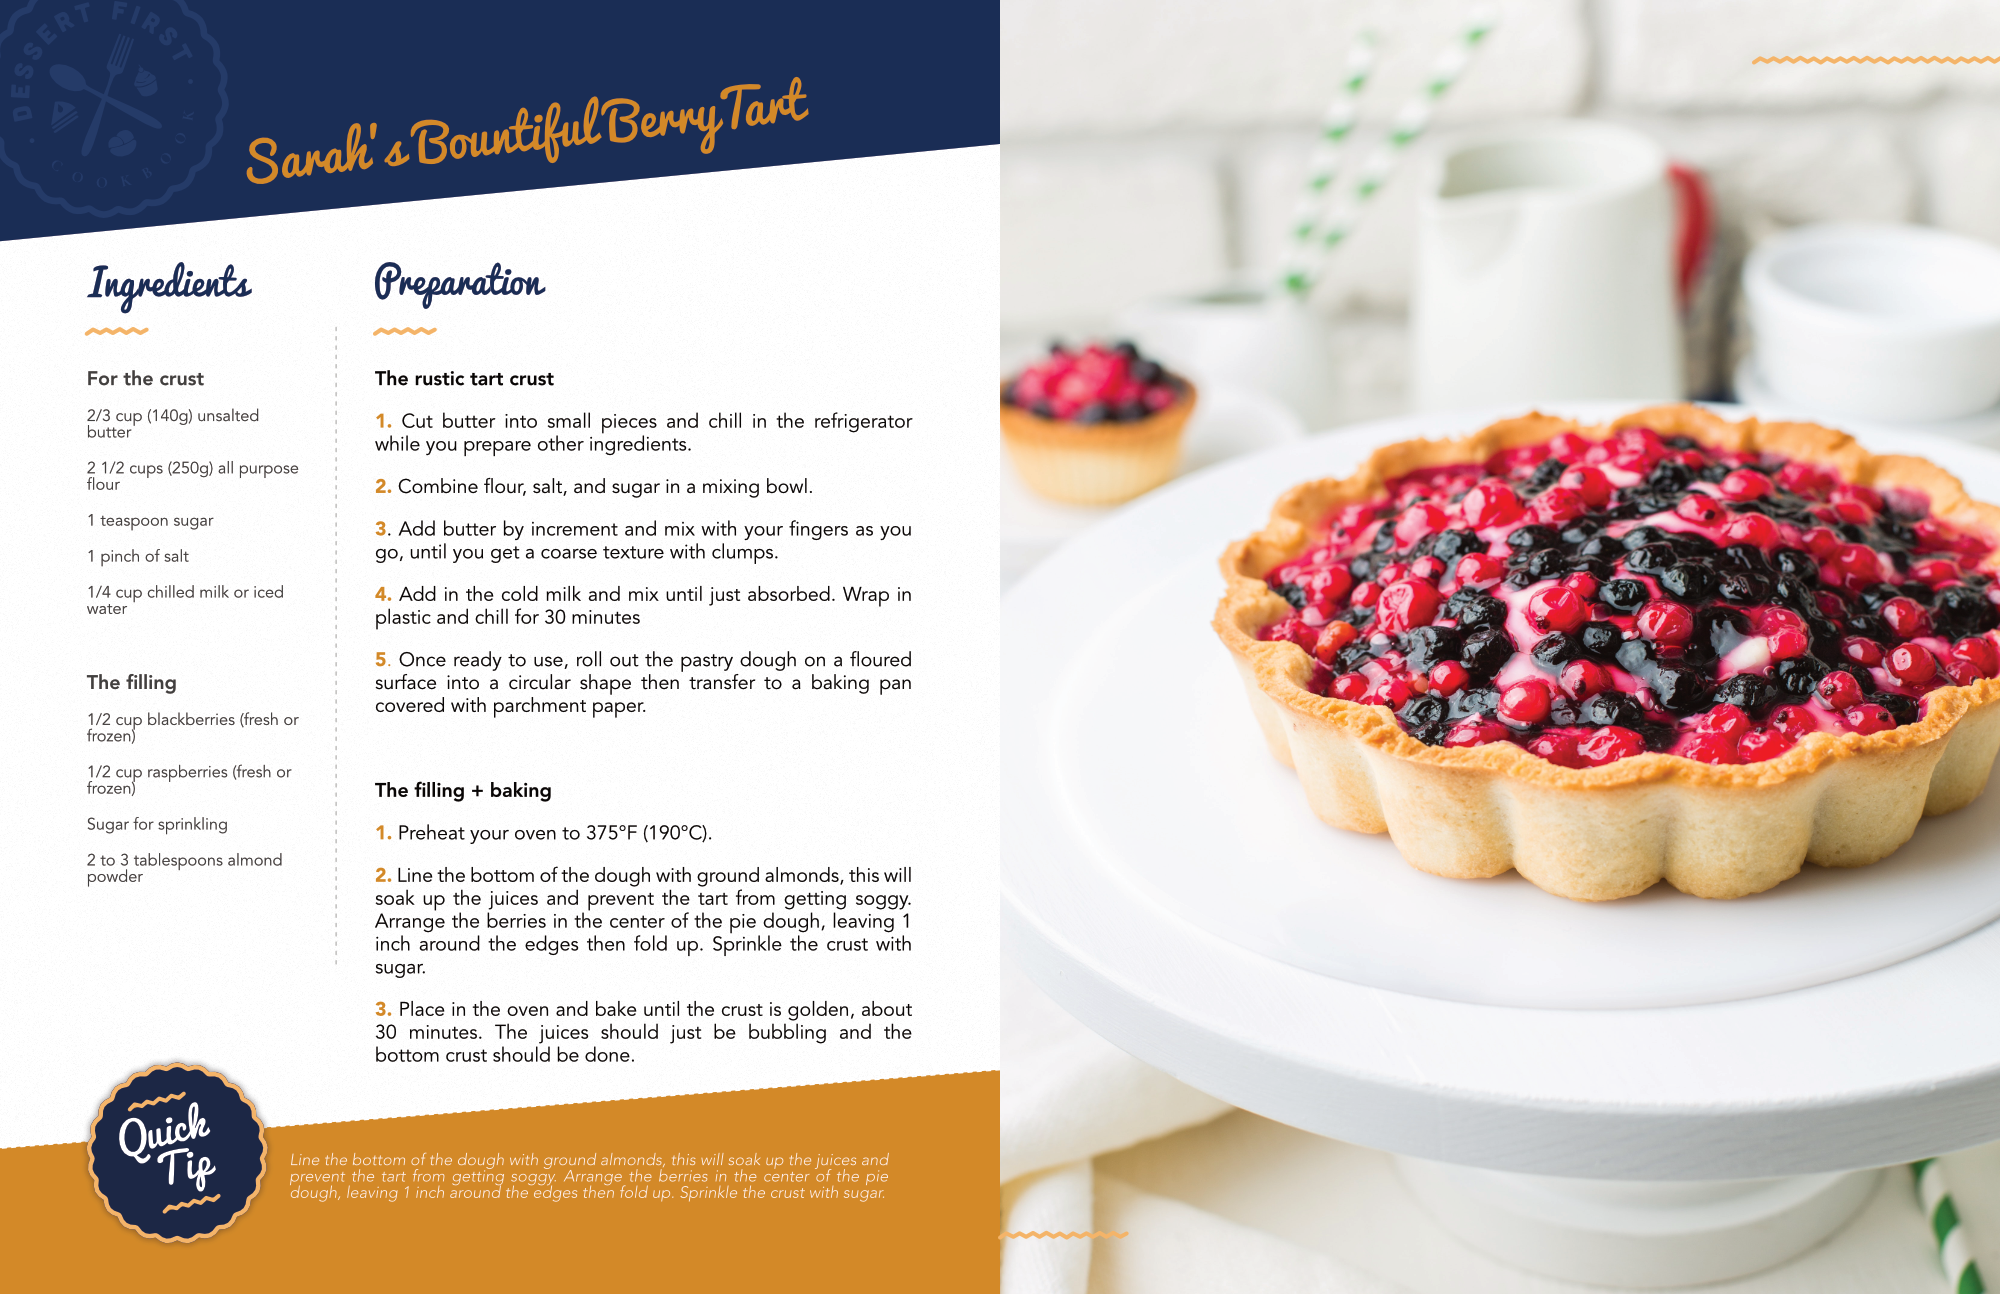 DESSERT FIRST
COOKBOOK
Sarah's Bountiful Berry Tart
Ingredients
For the crust
2/3 cup (140g) unsalted
butter
2 1/2 cups (250g) all purpose
flour
1 teaspoon sugar
1 pinch of salt
1/4 cup chilled milk or iced
water
The filling
1/2 cup blackberries (fresh or
frozen)
1/2 cup raspberries (fresh or
frozen)
Sugar for sprinkling
2 to 3 tablespoons almond
powder
Preparation
The rustic tart crust
1. Cut butter into small pieces and chill in the refrigerator
while you prepare other ingredients.
2. Combine flour, salt, and sugar in a mixing bowl.
3. Add butter by increment and mix with your fingers as you
go, until you get a coarse texture with clumps.
4. Add in the cold milk and mix until just absorbed. Wrap in
plastic and chill for 30 minutes
5. Once ready to use, roll out the pastry dough on a floured
surface into a circular shape then transfer to a baking pan
covered with parchment paper.
The filling + baking
1. Preheat your oven to 375°F (190°C).
2. Line the bottom of the dough with ground almonds, this will
soak up the juices and prevent the tart from getting soggy.
Arrange the berries in the center of the pie dough, leaving 1
inch around the edges then fold up. Sprinkle the crust with
sugar.
3. Place in the oven and bake until the crust is golden, about
30 minutes. The juices should just be bubbling and the
bottom crust should be done.
Quick
Tip
Line the bottom of the dough with ground almonds, this will soak up the juices and
prevent the tart from getting soggy. Arrange the berries in the center of the pie
dough, leaving 1 inch around the edges then fold up. Sprinkle the crust with sugar.